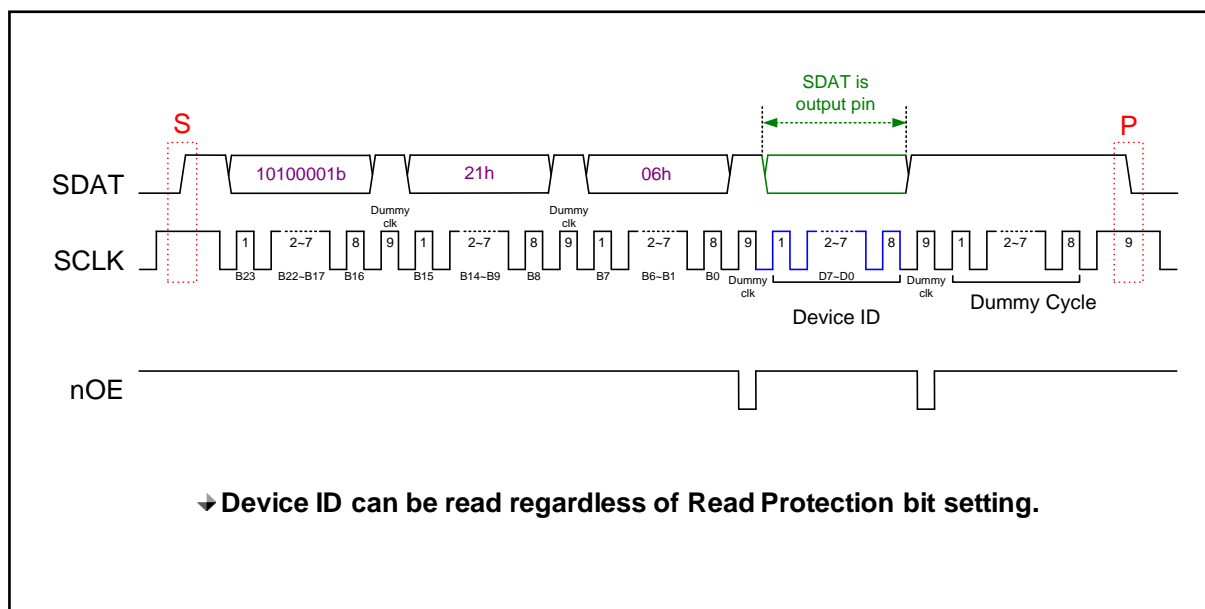 SDAT is
output pin
S
P
SDAT
10100001b
21h
06h
Dummy
clk
Dummy
clk
SCLK
1
2~7
8
9
1
2~7
8
9
1
2~7
8
9
1
2~7
8
9
1
2~7
8
9
B23
B22~B17
B16
B15
B14~B9
B8
B7
B6~B1
B0
Dummy
clk
D7~D0
Dummy
clk
Device ID
Dummy Cycle
nOE
Device ID can be read regardless of Read Protection bit setting.